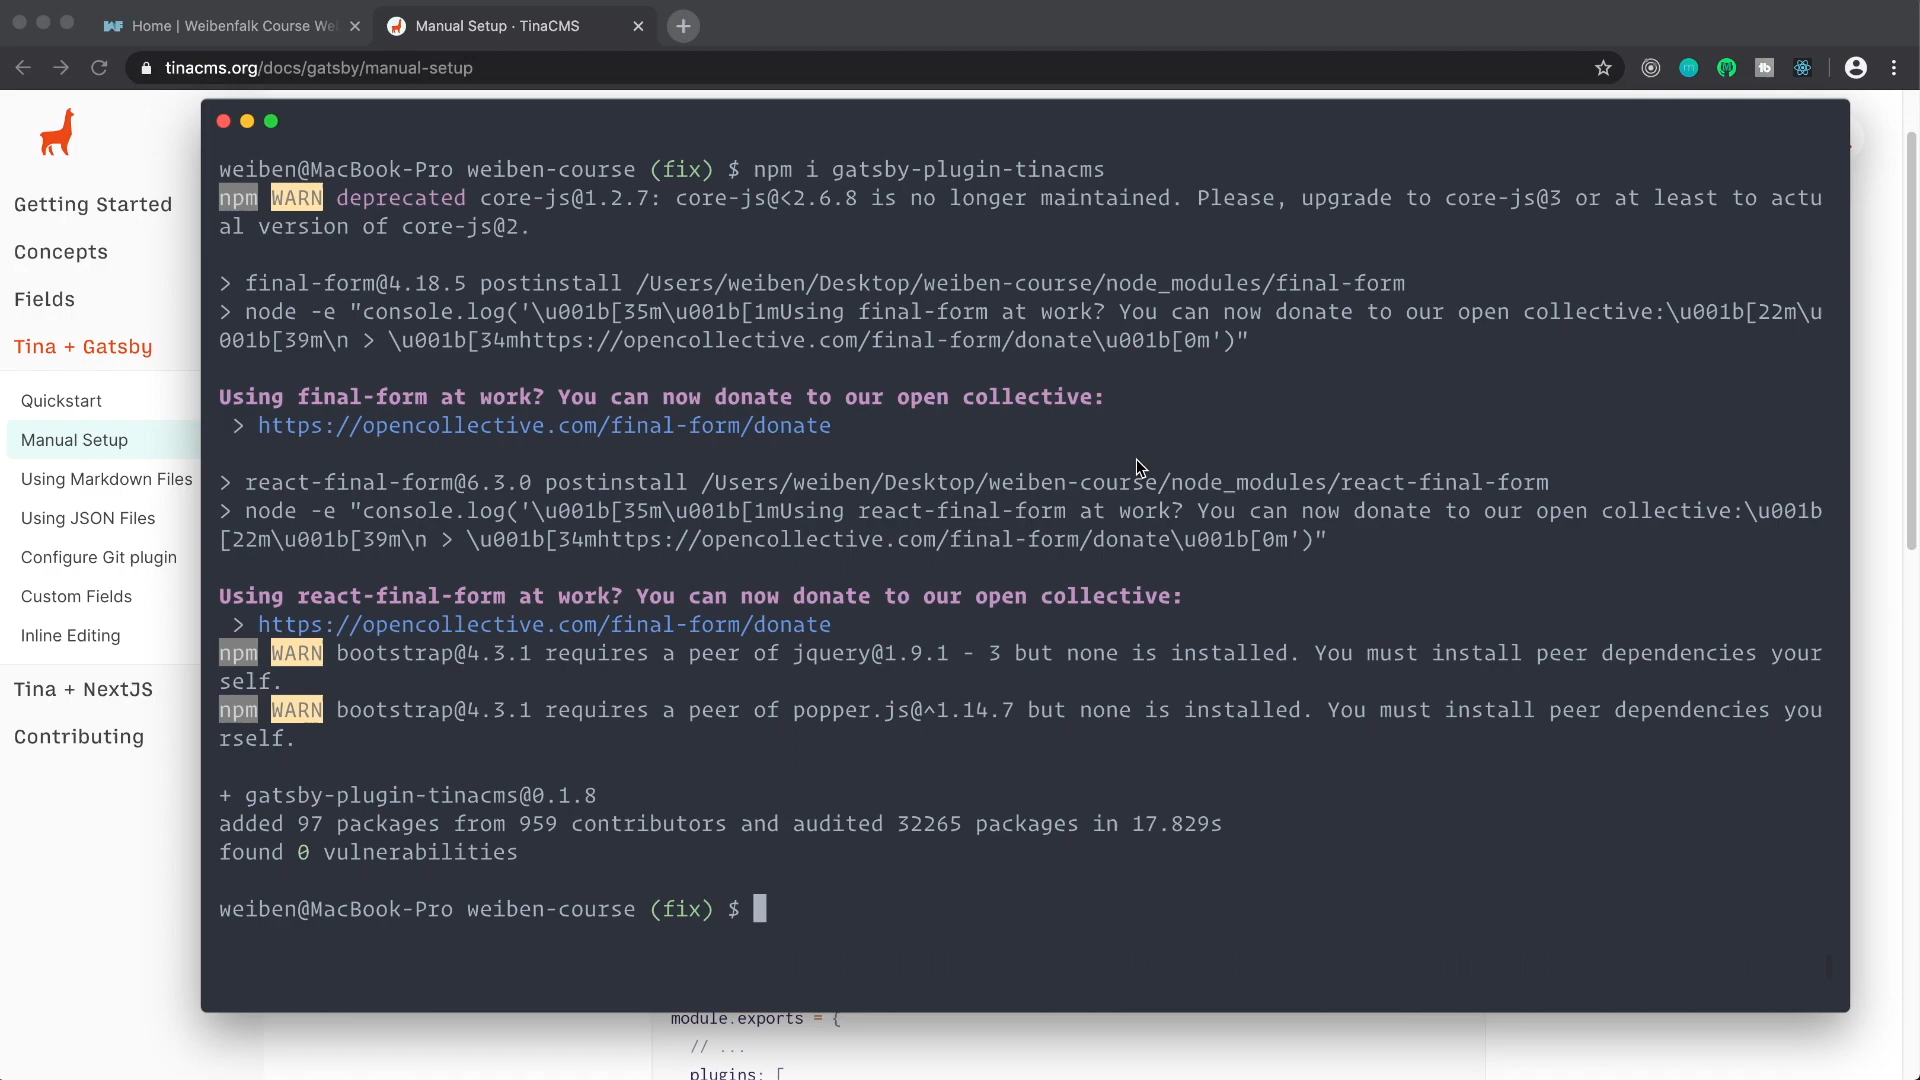 Home | Weibenfalk Course We
Manual Setup · TinaCMS
tinacms.org/docs/gatsby/manual-setup
Getting Started
Concepts
Fields
Tina + Gatsby
Quickstart
Manual Setup
Using Markdown Files
Using JSON Files
Configure Git plugin
Custom Fields
Inline Editing
Tina + NextJS
Contributing
weiben@MacBook-Pro weiben-course (fix) $ npm i gatsby-plugin-tinacms
npm WARN deprecated core-js@1.2.7: core-js@<2.6.8 is no longer maintained. Please, upgrade to core-js@3 or at least to actu
al version of core-js@2.
> final-form@4.18.5 postinstall /Users/weiben/Desktop/weiben-course/node_modules/final-form
> node -e "console.log('\u001b[35m\u001b[1mUsing final-form at work? You can now donate to our open collective:\u001b[22m\u
001b[39m\n > \u001b[34mhttps://opencollective.com/final-form/donate\u001b[0m')"
Using final-form at work? You can now donate to our open collective:
> https://opencollective.com/final-form/donate
> react-final-form@6.3.0 postinstall /Users/weiben/Desktop/weiben-course/node_modules/react-final-form
> node -e "console.log('\u001b[35m\u001b[1mUsing react-final-form at work? You can now donate to our open collective:\u001b
[22m\u001b[39m\n > \u001b[34mhttps://opencollective.com/final-form/donate\u001b[0m')"
Using react-final-form at work? You can now donate to our open collective:
> https://opencollective.com/final-form/donate
npm WARN bootstrap@4.3.1 requires a peer of jquery@1.9.1 - 3 but none is installed. You must install peer dependencies your
self.
npm WARN bootstrap@4.3.1 requires a peer of popper.js@^1.14.7 but none is installed. You must install peer dependencies you
rself.
+ gatsby-plugin-tinacms@0.1.8
added 97 packages from 959 contributors and audited 32265 packages in 17.829s
found 0 vulnerabilities
weiben@MacBook-Pro weiben-course (fix) $
module.exports = {
// ...
plugins: [